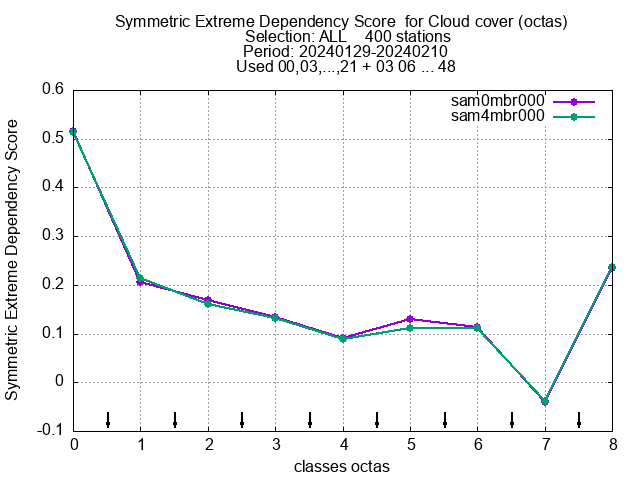 Symmetric Extreme Dependency Score  for Cloud cover (octas)
Selection: ALL    400 stations
Period: 20240129-20240210
Used 00,03,...,21 + 03 06 ... 48
sam0mbr000
sam4mbr000
Symmetric Extreme Dependency Score
0.6
0.5
0.4
0.3
0.2
0.1
0
-0.1
0 1 2 3 4 5 6 7 8
classes octas